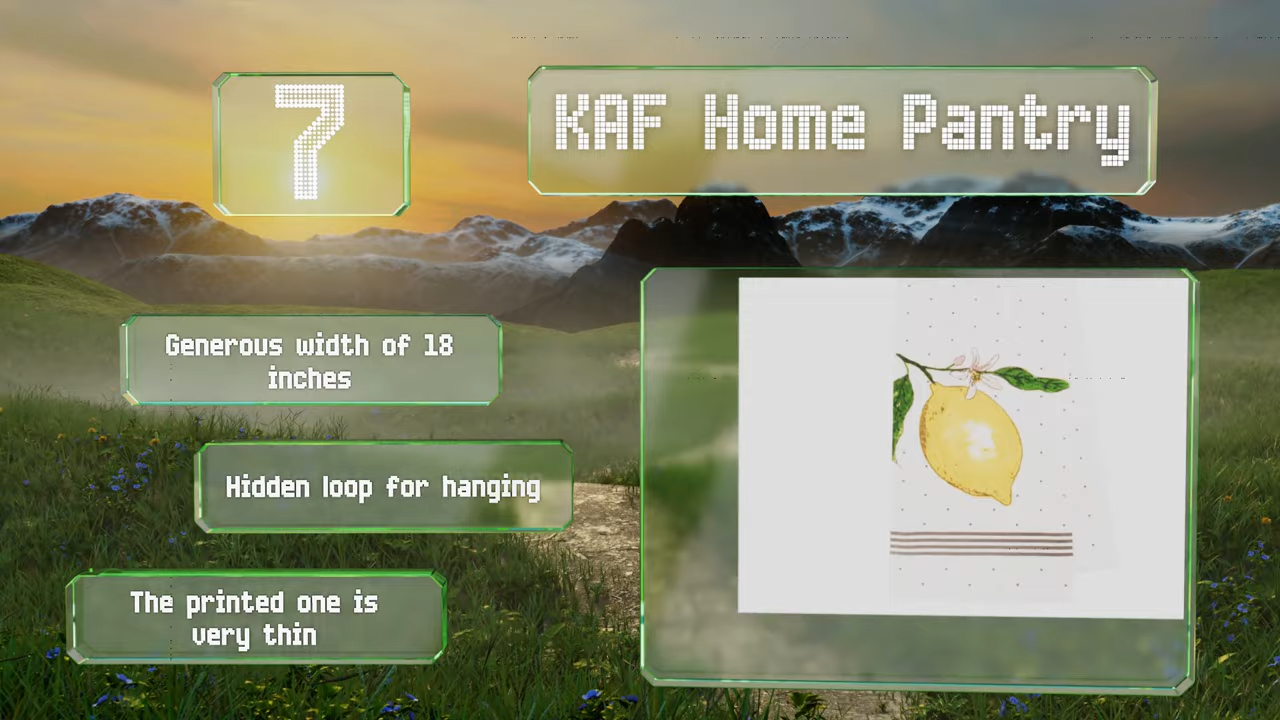 7
KAF Home Pantry
Generous width of 18
inches
Hidden loop for hanging
The printed one is
very thin